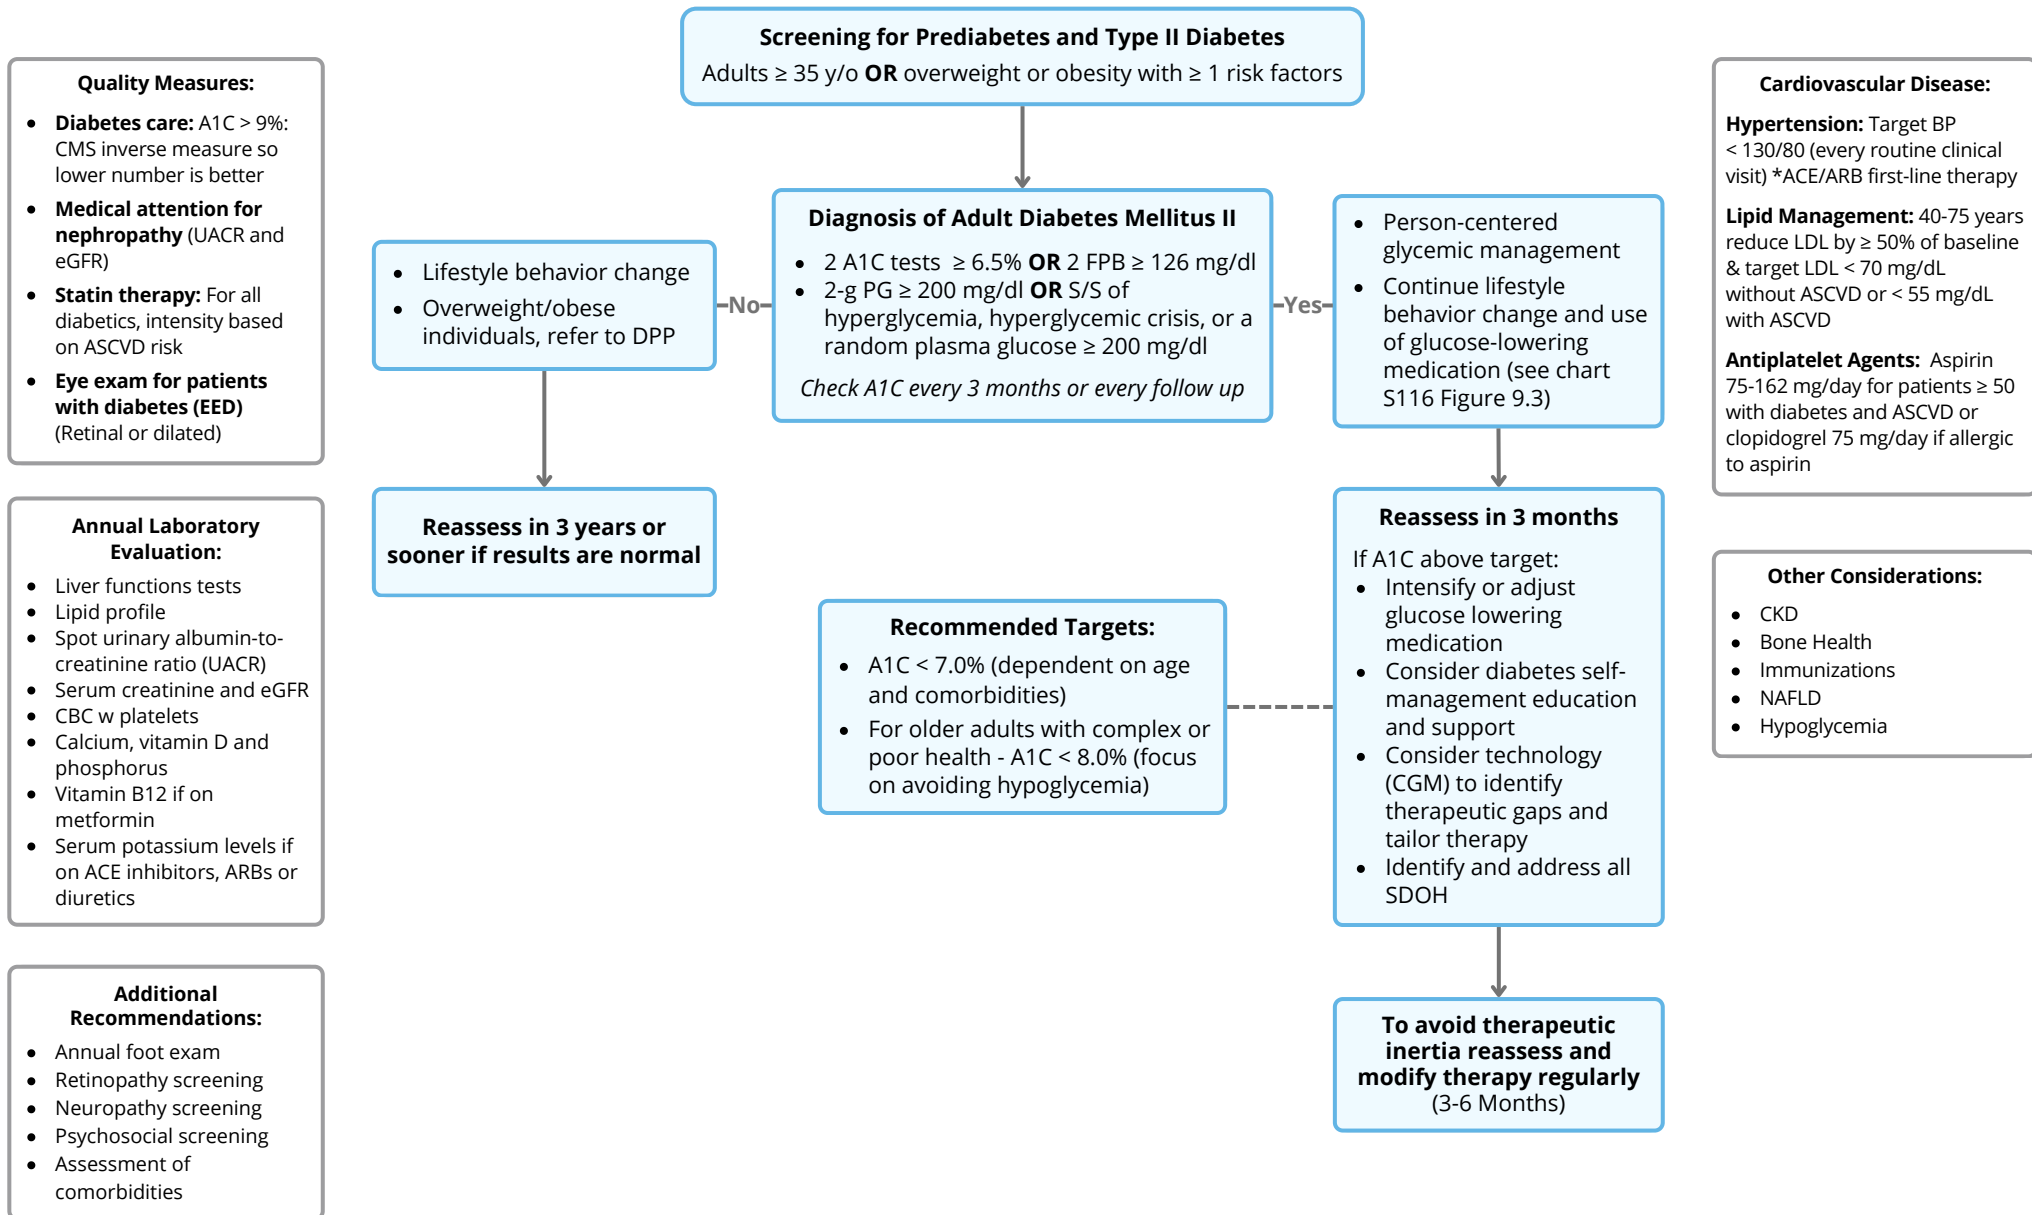 Screening for Prediabetes and Type II Diabetes
Adults ≥ 35 y/o OR overweight or obesity with ≥ 1 risk factors
Quality Measures:
• Diabetes care: A1C > 9%:
CMS inverse measure so
lower number is better
• Medical attention for
nephropathy (UACR and
eGFR)
• Statin therapy: For all
diabetics, intensity based
on ASCVD risk
• Eye exam for patients
with diabetes (EED)
(Retinal or dilated)
Annual Laboratory
Evaluation:
• Liver functions tests
• Lipid profile
• Spot urinary albumin-to-
creatinine ratio (UACR)
• Serum creatinine and eGFR
• CBC w platelets
• Calcium, vitamin D and
phosphorus
• Vitamin B12 if on
metformin
• Serum potassium levels if
on ACE inhibitors, ARBs or
diuretics
Additional
Recommendations:
• Annual foot exam
• Retinopathy screening
• Neuropathy screening
• Psychosocial screening
• Assessment of
comorbidities
• Lifestyle behavior change
• Overweight/obese
individuals, refer to DPP
No
Diagnosis of Adult Diabetes Mellitus II
• 2 A1C tests ≥ 6.5% OR 2 FPB ≥ 126 mg/dl
• 2-g PG ≥ 200 mg/dl OR S/S of
hyperglycemia, hyperglycemic crisis, or a
random plasma glucose ≥ 200 mg/dl
Check A1C every 3 months or every follow up
Yes
• Person-centered
glycemic management
• Continue lifestyle
behavior change and use
of glucose-lowering
medication (see chart
S116 Figure 9.3)
Reassess in 3 years or
sooner if results are normal
Recommended Targets:
• A1C < 7.0% (dependent on age
and comorbidities)
• For older adults with complex or
poor health - A1C < 8.0% (focus
on avoiding hypoglycemia)
Reassess in 3 months
If A1C above target:
• Intensify or adjust
glucose lowering
medication
• Consider diabetes self-
management education
and support
• Consider technology
(CGM) to identify
therapeutic gaps and
tailor therapy
• Identify and address all
SDOH
To avoid therapeutic
inertia reassess and
modify therapy regularly
(3-6 Months)
Cardiovascular Disease:
Hypertension: Target BP
< 130/80 (every routine clinical
visit) *ACE/ARB first-line therapy
Lipid Management: 40-75 years
reduce LDL by ≥ 50% of baseline
& target LDL < 70 mg/dL
without ASCVD or < 55 mg/dL
with ASCVD
Antiplatelet Agents: Aspirin
75-162 mg/day for patients ≥ 50
with diabetes and ASCVD or
clopidogrel 75 mg/day if allergic
to aspirin
Other Considerations:
• CKD
• Bone Health
• Immunizations
• NAFLD
• Hypoglycemia